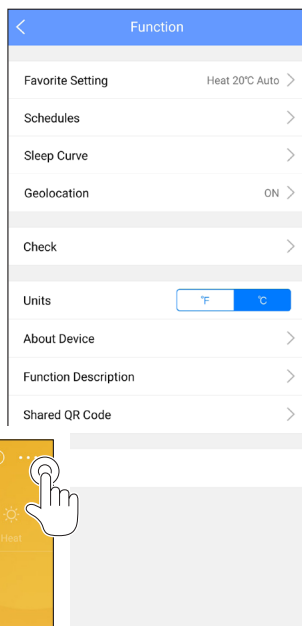 Function
Favorite Setting Heat 20℃ Auto
Schedules
Sleep Curve
Geolocation ON
Check
Units ℉ ℃
About Device
Function Description
Shared QR Code
Heat